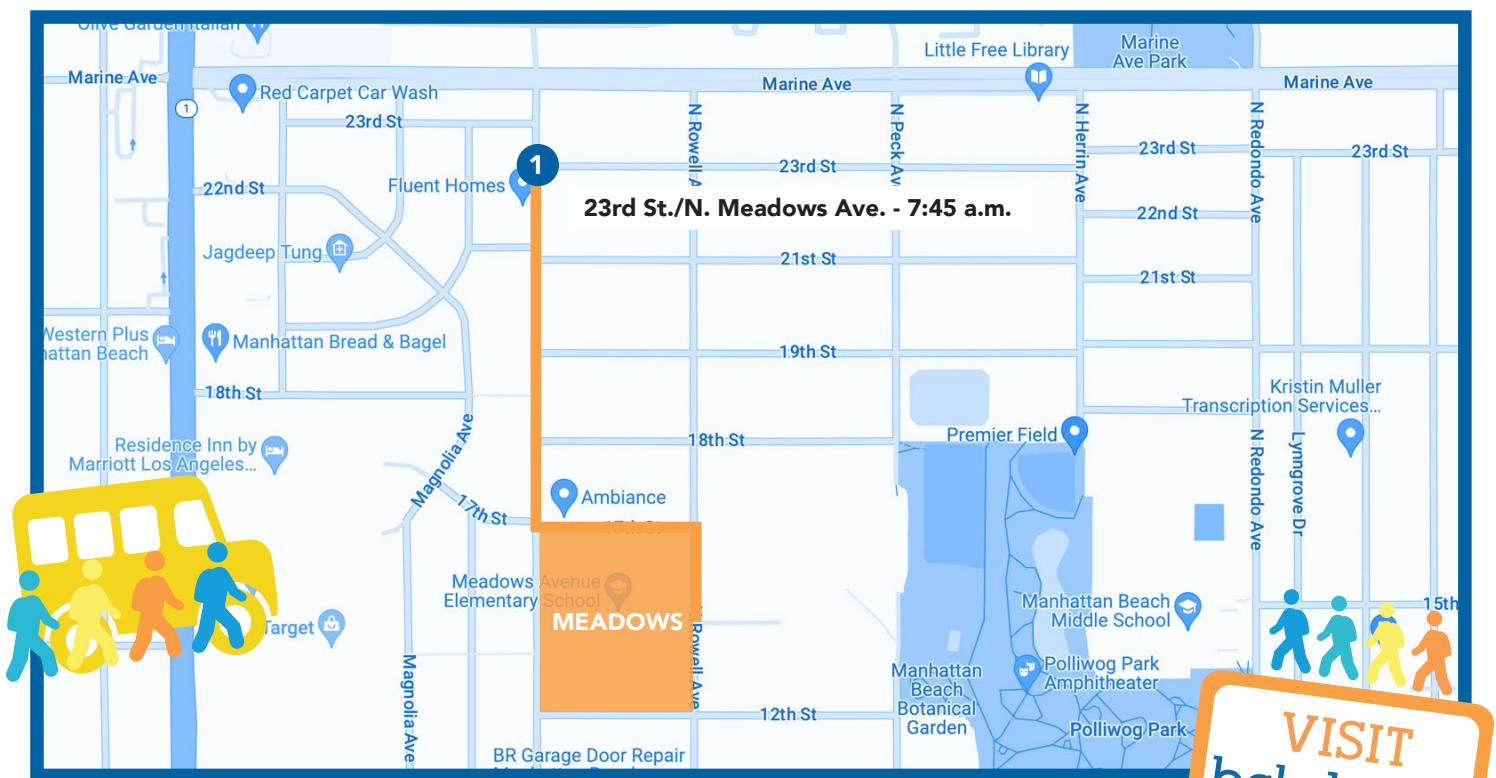 Olive Garden Italian
Marine Ave
Marine Ave
Little Free Library
Marine
Ave Park
Marine Ave
1
Red Carpet Car Wash
23rd St
N Rowell A
N Peck Av
N Herrin Ave
N Redondo Ave
23rd St
23rd St
23rd St
1
22nd St
Fluent Homes
23rd St./N. Meadows Ave. - 7:45 a.m.
22nd St
Jagdeep Tung
21st St
21st St
Western Plus
hattan Beach
Manhattan Bread & Bagel
19th St
18th St
Kristin Muller
Transcription Services...
Magnolia Ave
18th St
Premier Field
N Redondo Ave
Lynngrove Dr
Residence Inn by
Marriott Los Angeles...
17th St
Ambiance
17th St
Meadows Avenue
Elementary School
MEADOWS
Manhattan Beach
Middle School
15th
Target
N Rowell Ave
Magnolia Ave
Manhattan
Beach
Botanical
Garden
Polliwog Park
Amphitheater
12th St
Polliwog Park
BR Garage Door Repair
VISIT